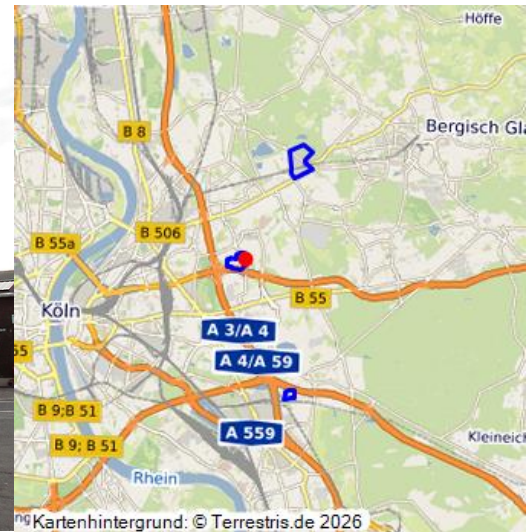 Höffe
B 8
Bergisch Gla
B 506
B 55a
B 55
Köln
55
A 3/A 4
A 4/A 59
B 9;B 51
A 559
B 9; B 51
Kleineich
Rhein
Kartenhintergrund: © Terrestris.de 2026